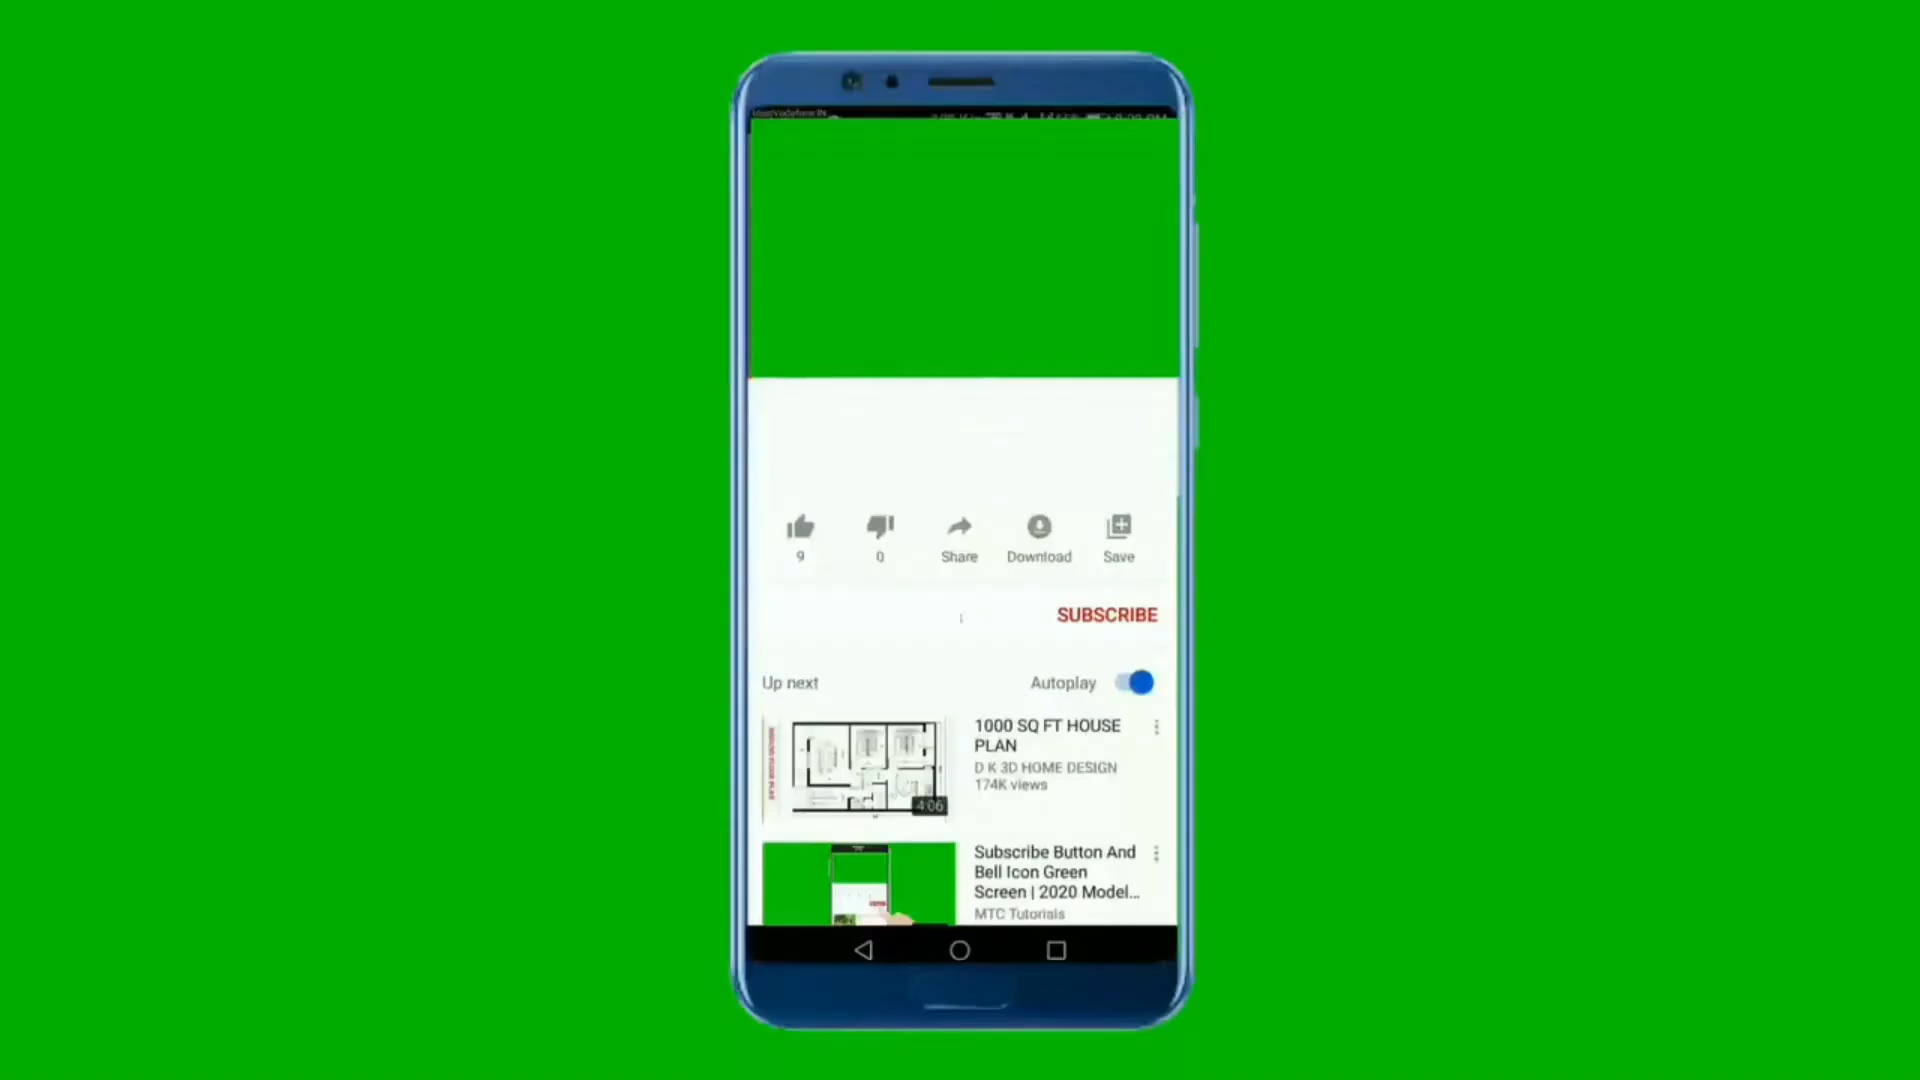 9
0
Share
Download
Save
SUBSCRIBE
Up next
Autoplay
1000 SQ FT HOUSE
PLAN
D K 3D HOME DESIGN
174K views
4:06
Subscribe Button And
Bell Icon Green
Screen | 2020 Model...
MTC Tutorials